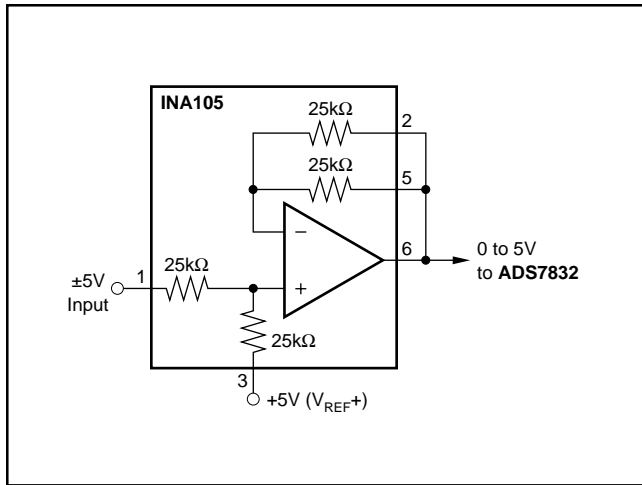 INA105
25kΩ
2
25kΩ
5
−
6
0 to 5V
to ADS7832
±5V
Input
1
25kΩ
+
25kΩ
3
+5V (VREF+)